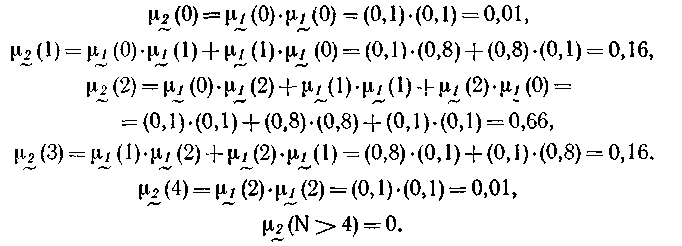 μ₂̰ (0) = μ₁̰ (0)·μ₁̰ (0) = (0,1)·(0,1) = 0,01,
μ₂̰ (1) = μ₁̰ (0)·μ₁̰ (1) + μ₁̰ (1)·μ₁̰ (0) = (0,1)·(0,8) + (0,8)·(0,1) = 0,16,
μ₂̰ (2) = μ₁̰ (0)·μ₁̰ (2) + μ₁̰ (1)·μ₁̰ (1) + μ₁̰ (2)·μ₁̰ (0) =
= (0,1)·(0,1) + (0,8)·(0,8) + (0,1)·(0,1) = 0,66,
μ₂̰ (3) = μ₁̰ (1)·μ₁̰ (2) + μ₁̰ (2)·μ₁̰ (1) = (0,8)·(0,1) + (0,1)·(0,8) = 0,16.
μ₂̰ (4) = μ₁̰ (2)·μ₁̰ (2) = (0,1)·(0,1) = 0,01,
μ₂̰ (N > 4) = 0.